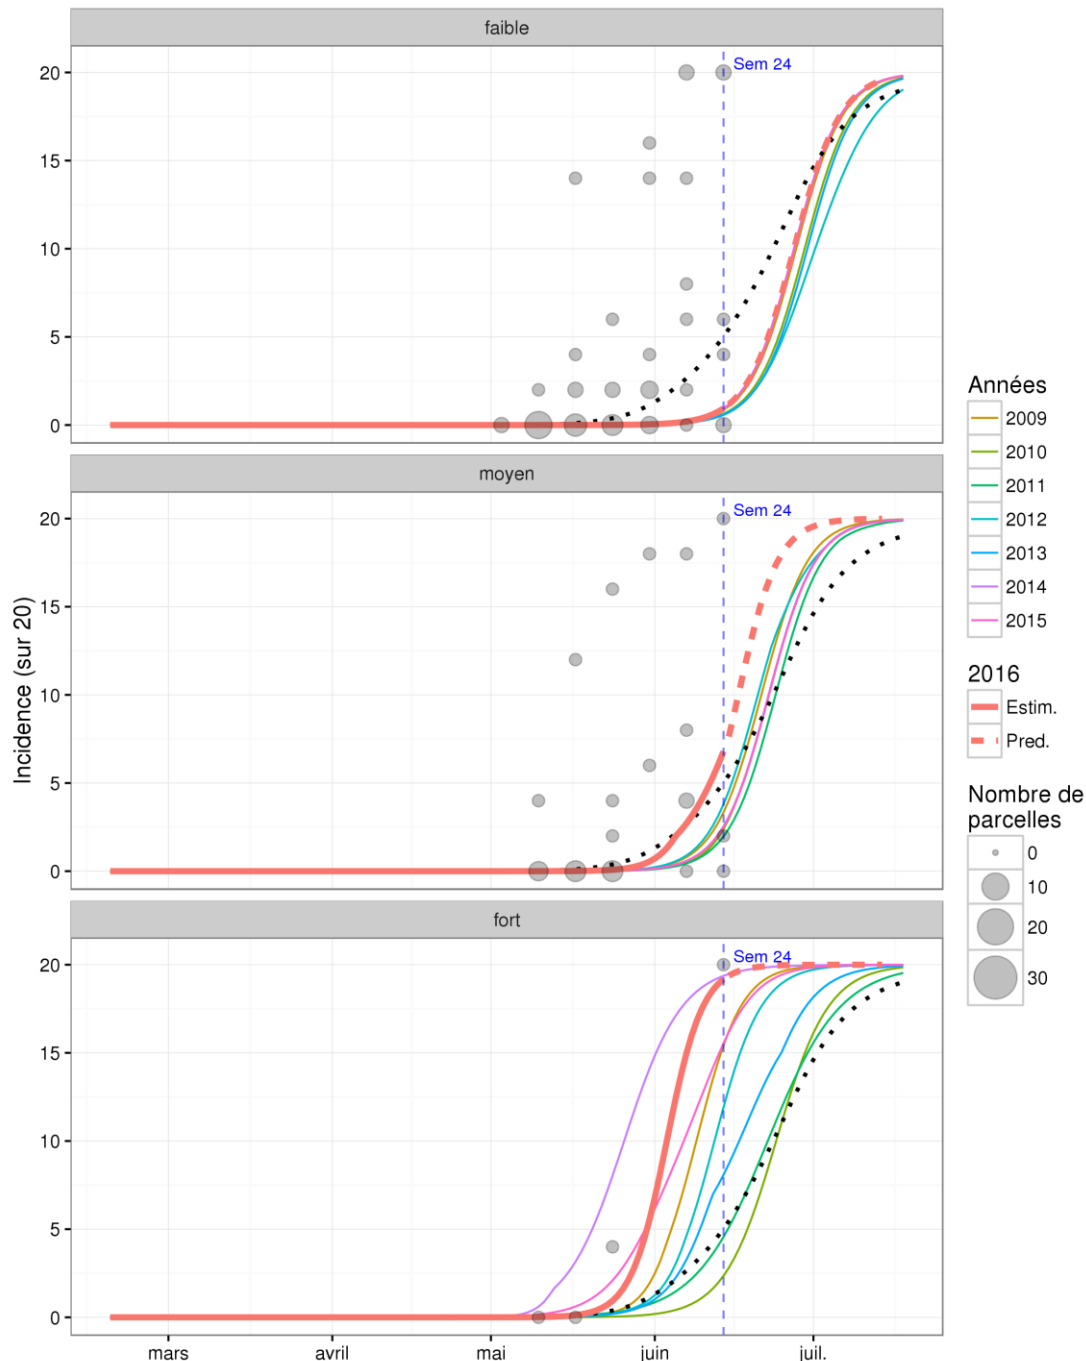 faible
Sem 24
20
15
10
5
0
moyen
Sem 24
20
15
10
5
0
fort
Sem 24
20
15
10
5
0
Incidence (sur 20)
mars
avril
mai
juin
juil.
Années
2009
2010
2011
2012
2013
2014
2015
2016
Estim.
Pred.
Nombre de
parcelles
0
10
20
30